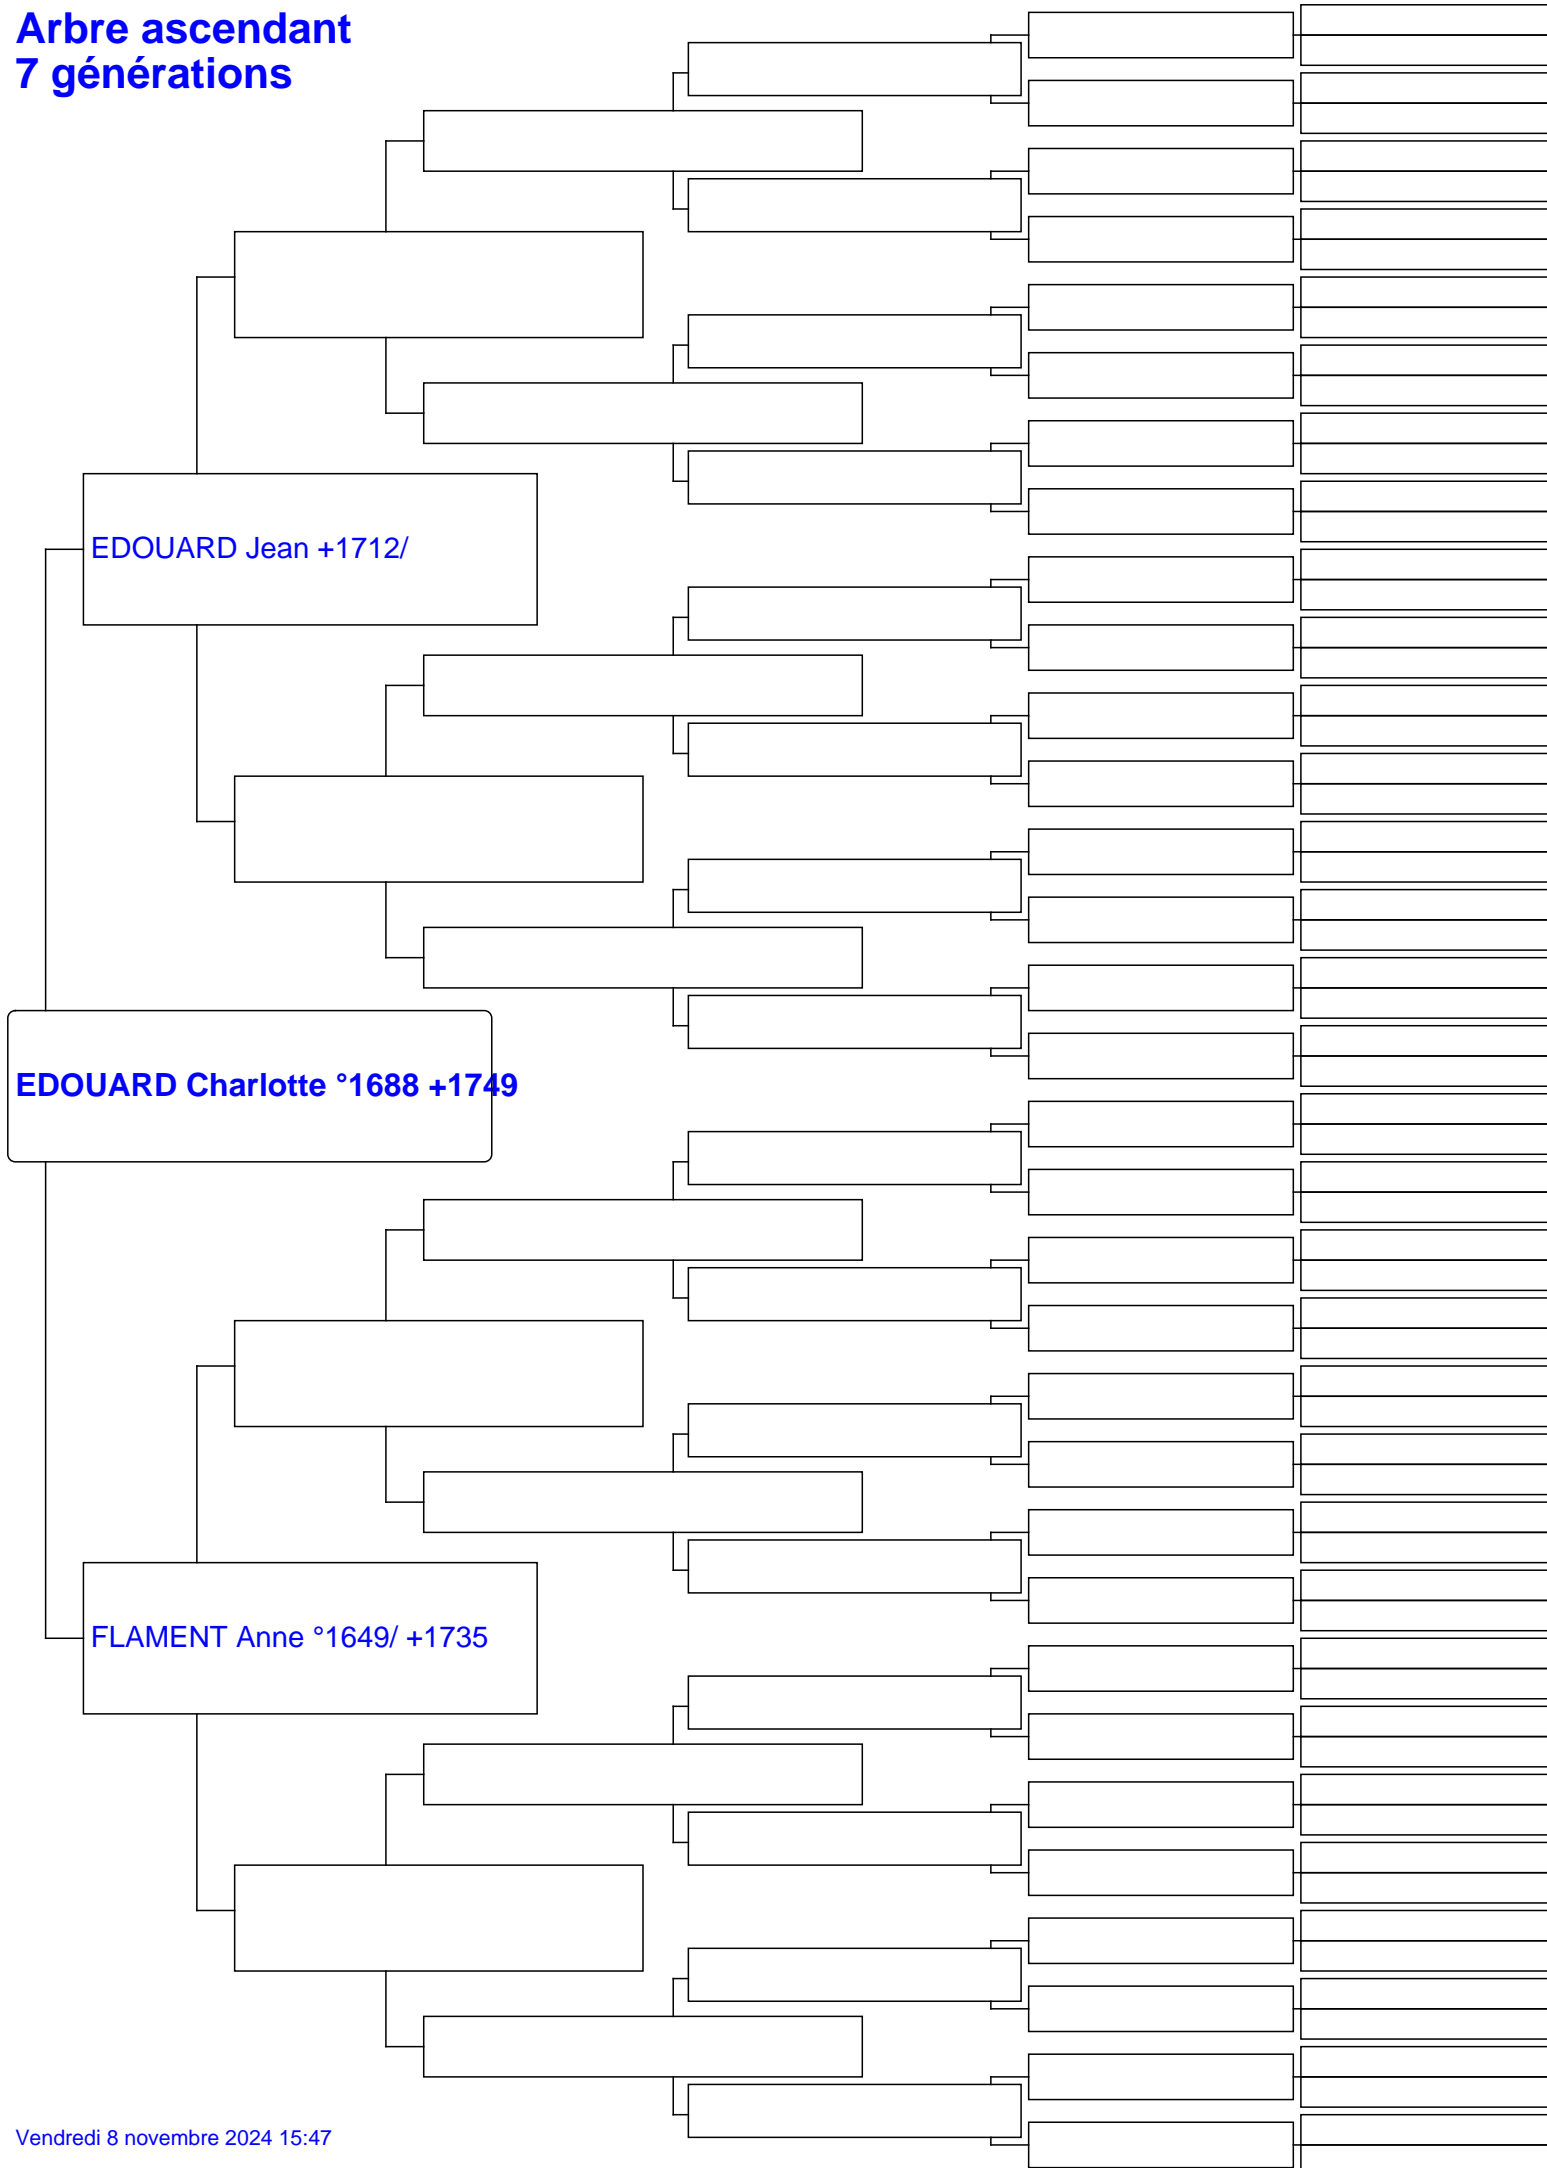 Arbre ascendant
7 générations
EDOUARD Jean +1712/
EDOUARD Charlotte °1688 +1749
FLAMENT Anne °1649/ +1735
Vendredi 8 novembre 2024 15:47